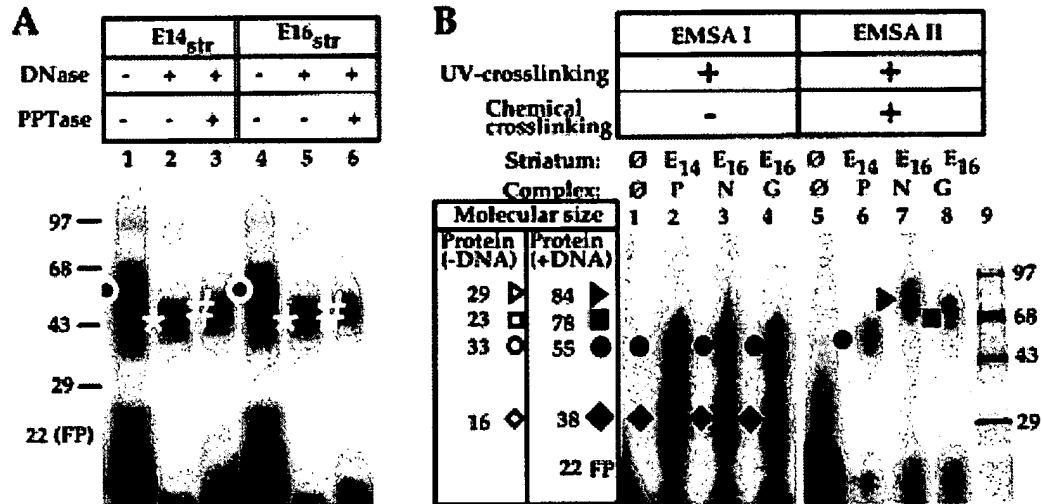 A
E14str E16str
DNase - + + - + +
PPTase - - + - - +
1 2 3 4 5 6
97
68
43
29
22 (FP)
B
EMSA I EMSA II
UV-crosslinking + +
Chemical crosslinking - +
Striatum: Ø E14 E16 E16 Ø E14 E16 E16
Complex: Ø P N G Ø P N G
Molecular size 1 2 3 4 5 6 7 8 9
Protein (-DNA) Protein (+DNA)
29 84
23 78
33 55
16 38
22 FP
97
68
43
29